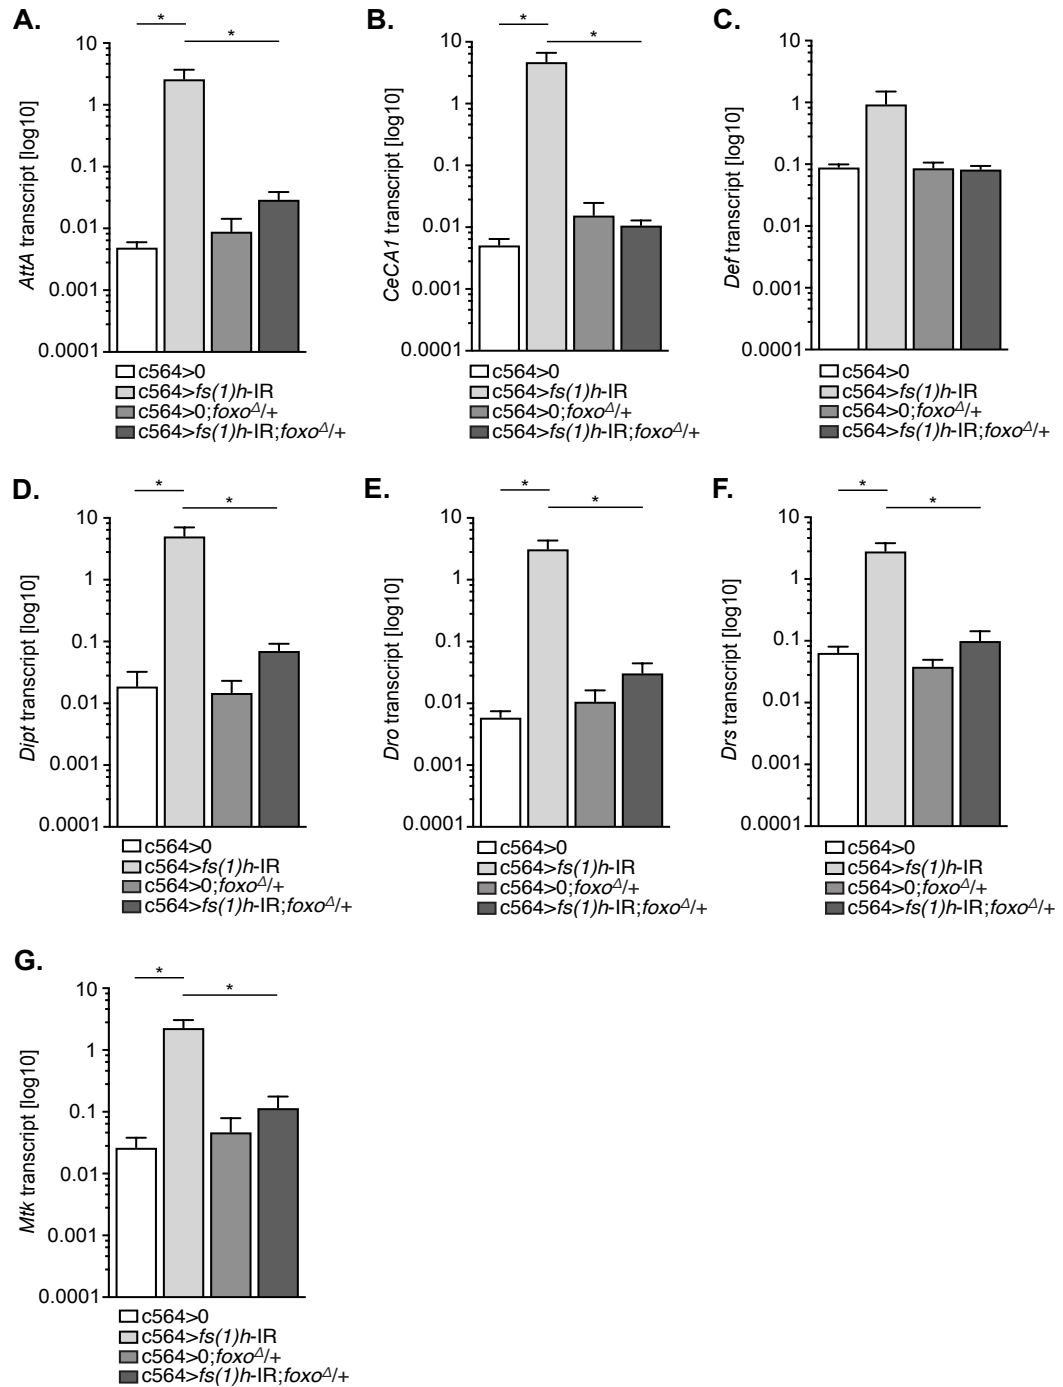 A.
*
*
AttA transcript [log10]
10
1
0.1
0.01
0.001
0.0001
c564>0
c564>fs(1)h-IR
c564>0;foxoΔ/+
c564>fs(1)h-IR;foxoΔ/+
B.
*
*
CeCA1 transcript [log10]
10
1
0.1
0.01
0.001
0.0001
c564>0
c564>fs(1)h-IR
c564>0;foxoΔ/+
c564>fs(1)h-IR;foxoΔ/+
C.
Def transcript [log10]
10
1
0.1
0.01
0.001
0.0001
c564>0
c564>fs(1)h-IR
c564>0;foxoΔ/+
c564>fs(1)h-IR;foxoΔ/+
D.
*
*
Dipt transcript [log10]
10
1
0.1
0.01
0.001
0.0001
c564>0
c564>fs(1)h-IR
c564>0;foxoΔ/+
c564>fs(1)h-IR;foxoΔ/+
E.
*
*
Dro transcript [log10]
10
1
0.1
0.01
0.001
0.0001
c564>0
c564>fs(1)h-IR
c564>0;foxoΔ/+
c564>fs(1)h-IR;foxoΔ/+
F.
*
*
Drs transcript [log10]
10
1
0.1
0.01
0.001
0.0001
c564>0
c564>fs(1)h-IR
c564>0;foxoΔ/+
c564>fs(1)h-IR;foxoΔ/+
G.
*
*
Mtk transcript [log10]
10
1
0.1
0.01
0.001
0.0001
c564>0
c564>fs(1)h-IR
c564>0;foxoΔ/+
c564>fs(1)h-IR;foxoΔ/+